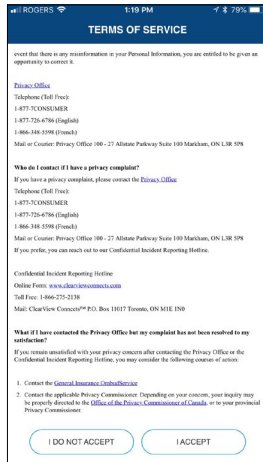 ROGERS 1:19 PM 79%
TERMS OF SERVICE
event that there is any misinformation in your Personal Information, you are entitled to be given an
opportunity to correct it.
Privacy Office
Telephone (Toll Free):
1-877-7CONSUMER
1-877-726-6786 (English)
1-866-348-5598 (French)
Mail or Courier: Privacy Office 100 - 27 Allstate Parkway Suite 100 Markham, ON L3R 5P8
Who do I contact if I have a privacy complaint?
If you have a privacy complaint, please contact the Privacy Office
Telephone (Toll Free):
1-877-7CONSUMER
1-877-726-6786 (English)
1-866-348-5598 (French)
Mail or Courier: Privacy Office 100 - 27 Allstate Parkway Suite 100 Markham, ON L3R 5P8
If you prefer, you can reach out to our Confidential Incident Reporting Hotline.
Confidential Incident Reporting Hotline
Online Form: www.clearviewconnects.com
Toll Free: 1-866-275-2138
Mail: ClearView Connects™ P.O. Box 11017 Toronto, ON M1E 1N0
What if I have contacted the Privacy Office but my complaint has not been resolved to my
satisfaction?
If you remain unsatisfied with your privacy concern after contacting the Privacy Office or the
Confidential Incident Reporting Hotline, you may consider the following courses of action:
1. Contact the General Insurance OmbudService
2. Contact the applicable Privacy Commissioner. Depending on your concern, your inquiry may
be properly directed to the Office of the Privacy Commissioner of Canada, or to your provincial
Privacy Commissioner.
I DO NOT ACCEPT
I ACCEPT